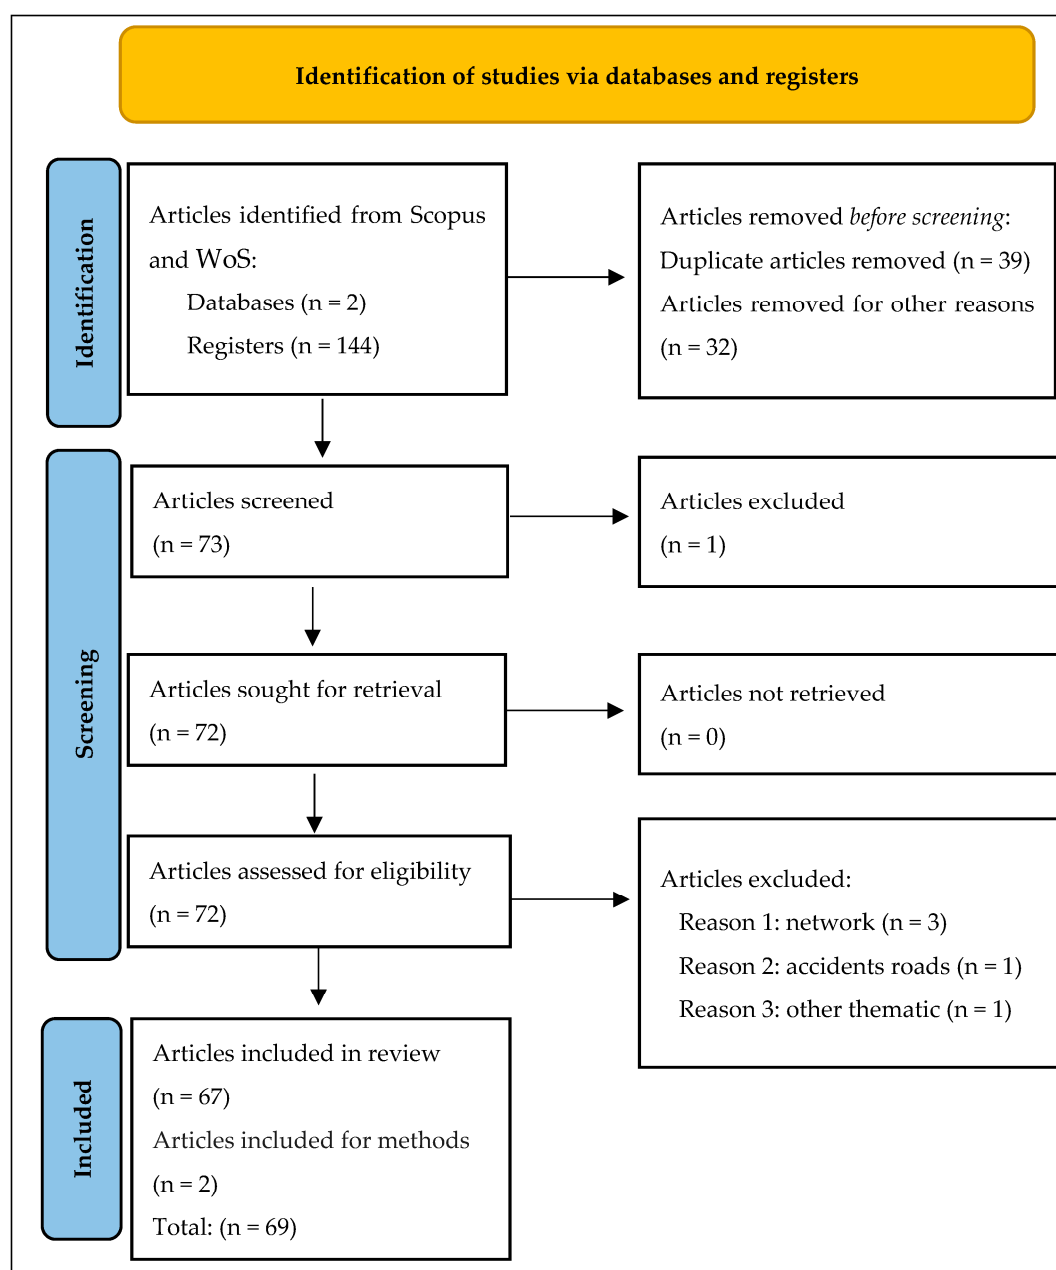 Identification of studies via databases and registers
Identification
Articles identified from Scopus
and WoS:
Databases (n = 2)
Registers (n = 144)
Articles removed before screening:
Duplicate articles removed (n = 39)
Articles removed for other reasons
(n = 32)
Screening
Articles screened
(n = 73)
Articles excluded
(n = 1)
Articles sought for retrieval
(n = 72)
Articles not retrieved
(n = 0)
Articles assessed for eligibility
(n = 72)
Articles excluded:
Reason 1: network (n = 3)
Reason 2: accidents roads (n = 1)
Reason 3: other thematic (n = 1)
Included
Articles included in review
(n = 67)
Articles included for methods
(n = 2)
Total: (n = 69)